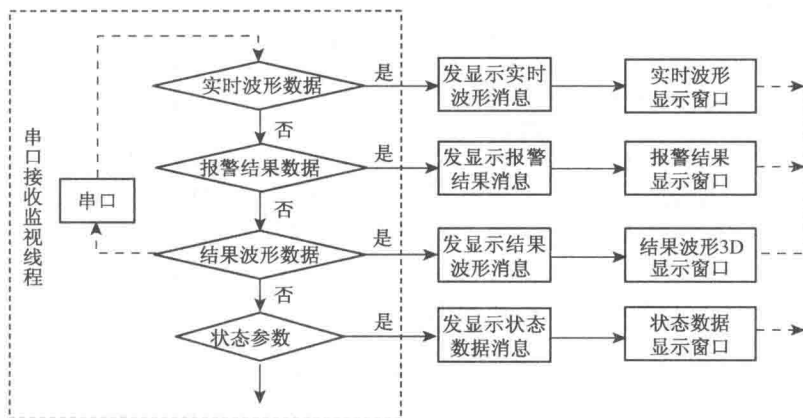 实时波形数据
是
发显示实时
波形消息
实时波形
显示窗口
否
报警结果数据
是
发显示报警
结果消息
报警结果
显示窗口
串口接收监视线程
串口
否
结果波形数据
是
发显示结果
波形消息
结果波形3D
显示窗口
否
状态参数
是
发显示状态
数据消息
状态数据
显示窗口